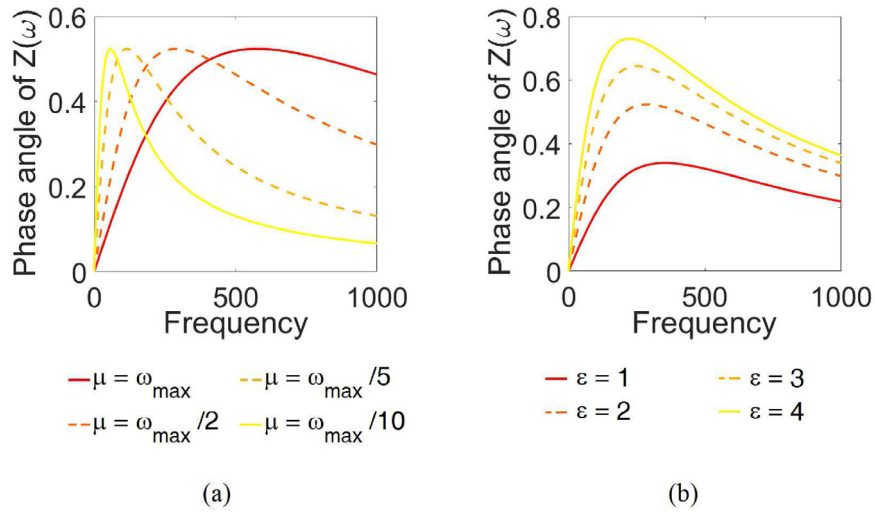 0.6
0.4
0.2
0
Phase angle of Z(ω)
0
500
1000
Frequency
μ = ω_max
μ = ω_max /5
μ = ω_max /2
μ = ω_max /10
(a)
0.8
0.6
0.4
0.2
0
Phase angle of Z(ω)
0
500
1000
Frequency
ε = 1
ε = 3
ε = 2
ε = 4
(b)